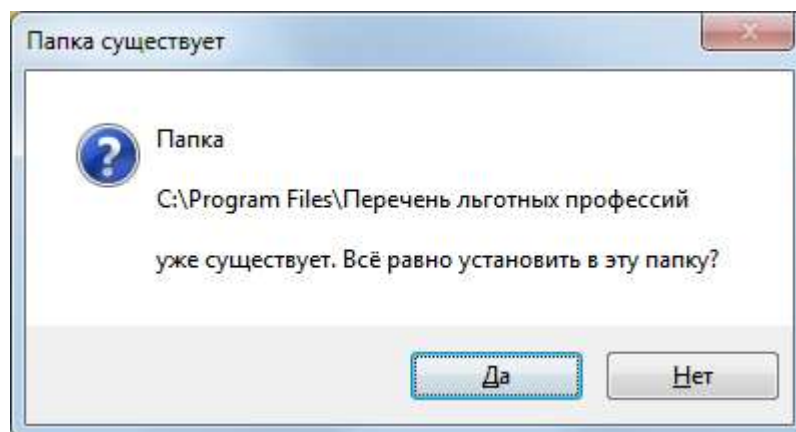 Папка существует
Папка
C:\Program Files\Перечень льготных профессий
уже существует. Всё равно установить в эту папку?
Да
Нет